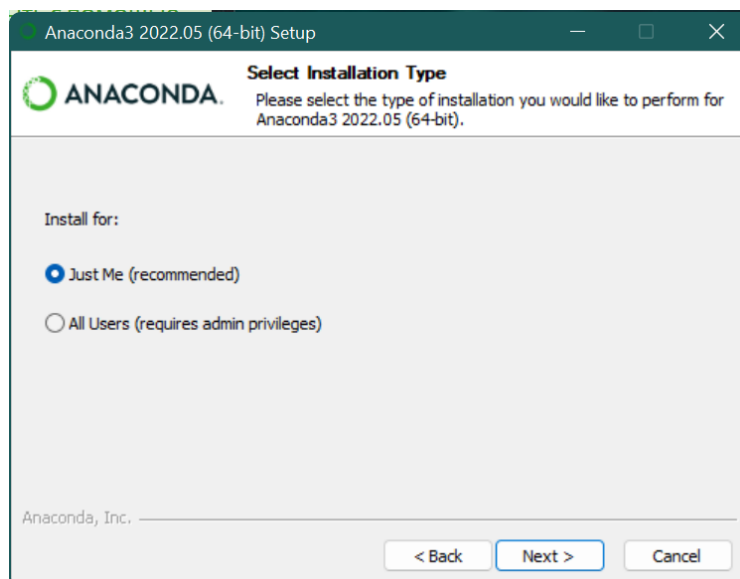 Anaconda3 2022.05 (64-bit) Setup
ANACONDA.
Select Installation Type
Please select the type of installation you would like to perform for
Anaconda3 2022.05 (64-bit).
Install for:
Just Me (recommended)
All Users (requires admin privileges)
Anaconda, Inc.
< Back
Next >
Cancel